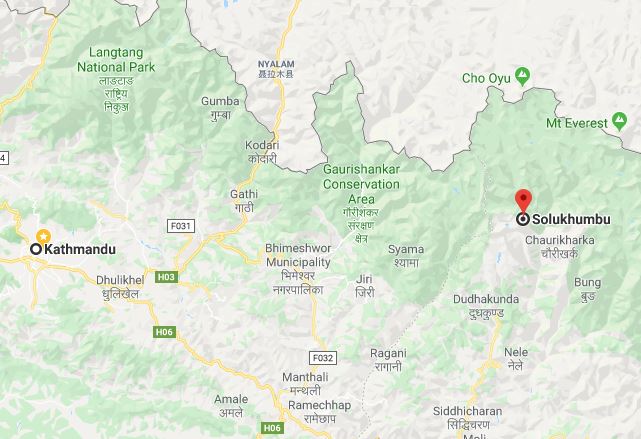 Langtang
National Park
लाङटाङ
राष्ट्रिय
निकुञ्ज
NYALAM
聂拉木县
Cho Oyu
Gumba
गुम्बा
Mt Everest
Kodari
कोदारी
4
Gaurishankar
Conservation
Area
गौरीशंकर
संरक्षण
क्षेत्र
Gathi
गाठी
F031
Solukhumbu
Kathmandu
Chaurikharka
चौरीखर्क
Bhimeshwor
Municipality
भिमेश्वर
नगरपालिका
Syama
श्यामा
Dhulikhel
धुलिखेल
H03
Jiri
जिरी
Bung
बुङ
Dudhakunda
दुधकुण्ड
H06
Ragani
रागानी
F032
Nele
नेले
Manthali
मन्थली
Amale
अमले
Ramechhap
रामेछाप
Siddhicharan
सिद्धिचरण
H06